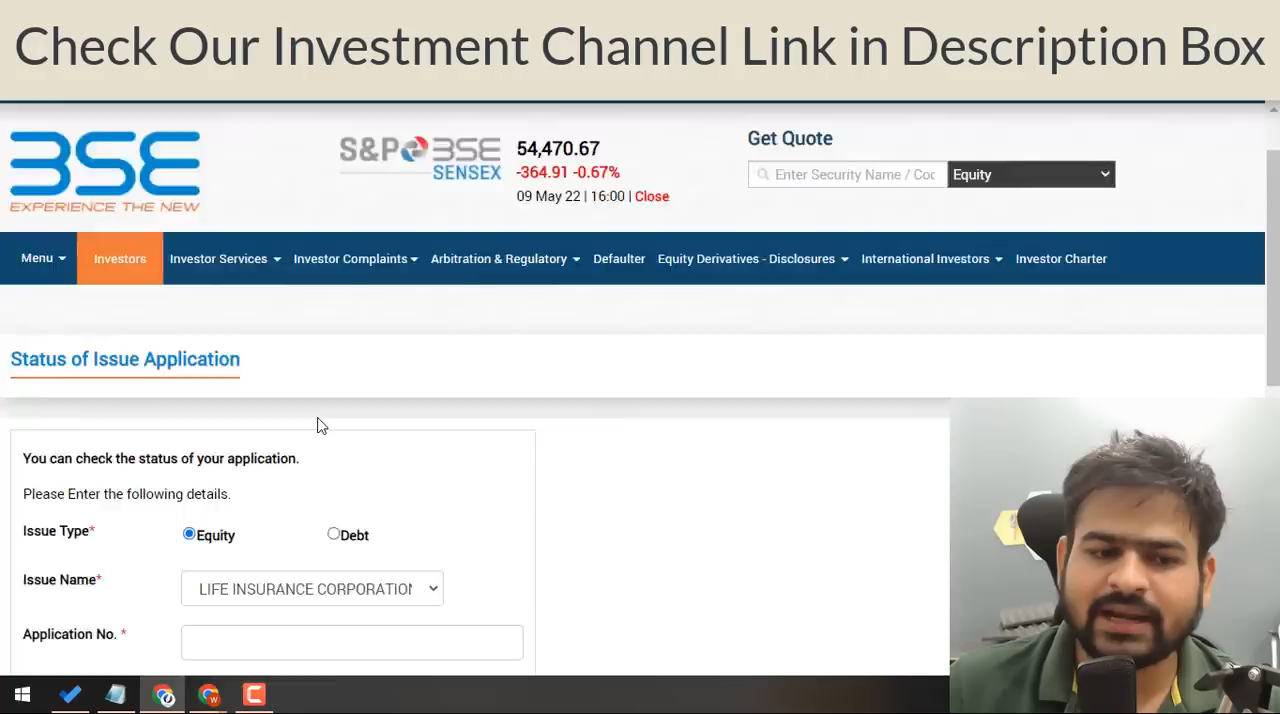 Check Our Investment Channel Link in Description Box
BSE
EXPERIENCE THE NEW
S&P BSE
SENSEX
54,470.67
-364.91 -0.67%
09 May 22 | 16:00 | Close
Get Quote
Enter Security Name / Coc
Equity
Menu
Investors
Investor Services
Investor Complaints
Arbitration & Regulatory
Defaulter
Equity Derivatives - Disclosures
International Investors
Investor Charter
Status of Issue Application
You can check the status of your application.
Please Enter the following details.
Issue Type*
Equity
Debt
Issue Name*
LIFE INSURANCE CORPORATION
Application No. *